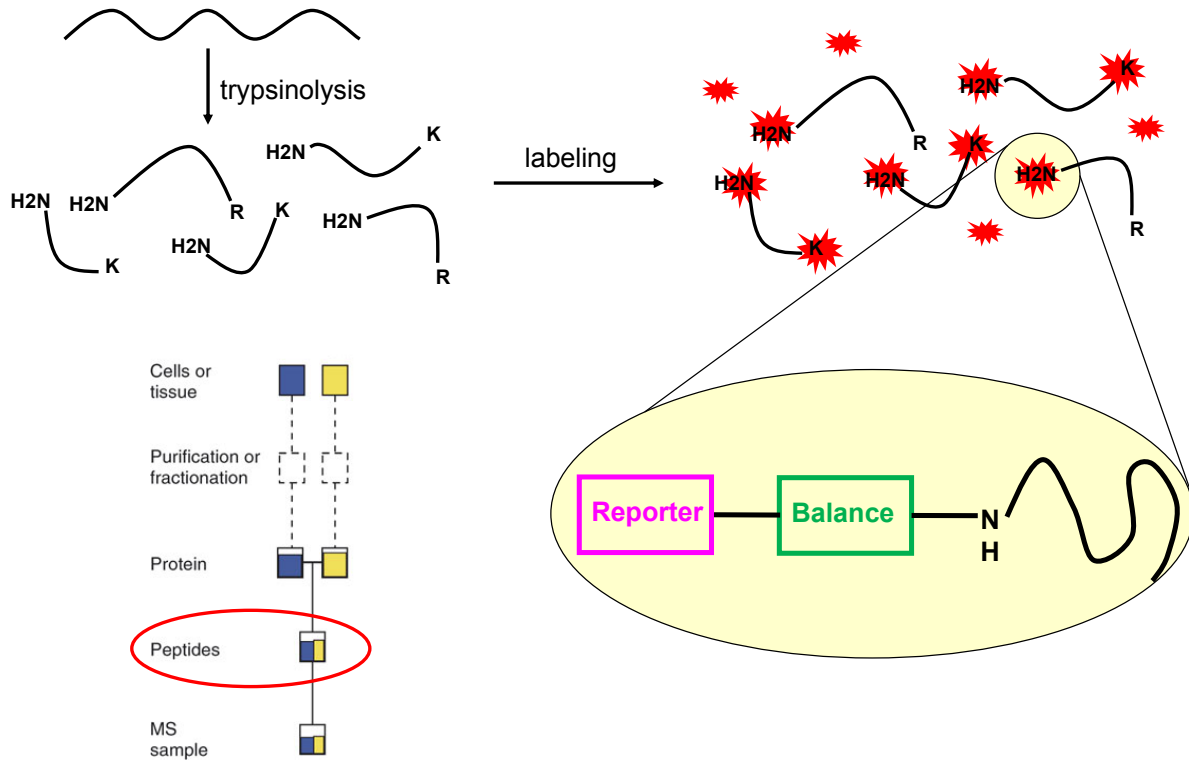 trypsinolysis
H2N
K
H2N
H2N
R
H2N
K
H2N
K
R
labeling
H2N
K
H2N
R
H2N
K
H2N
K
H2N
R
Cells or
tissue
Purification or
fractionation
Protein
Peptides
MS
sample
Reporter
Balance
N
H